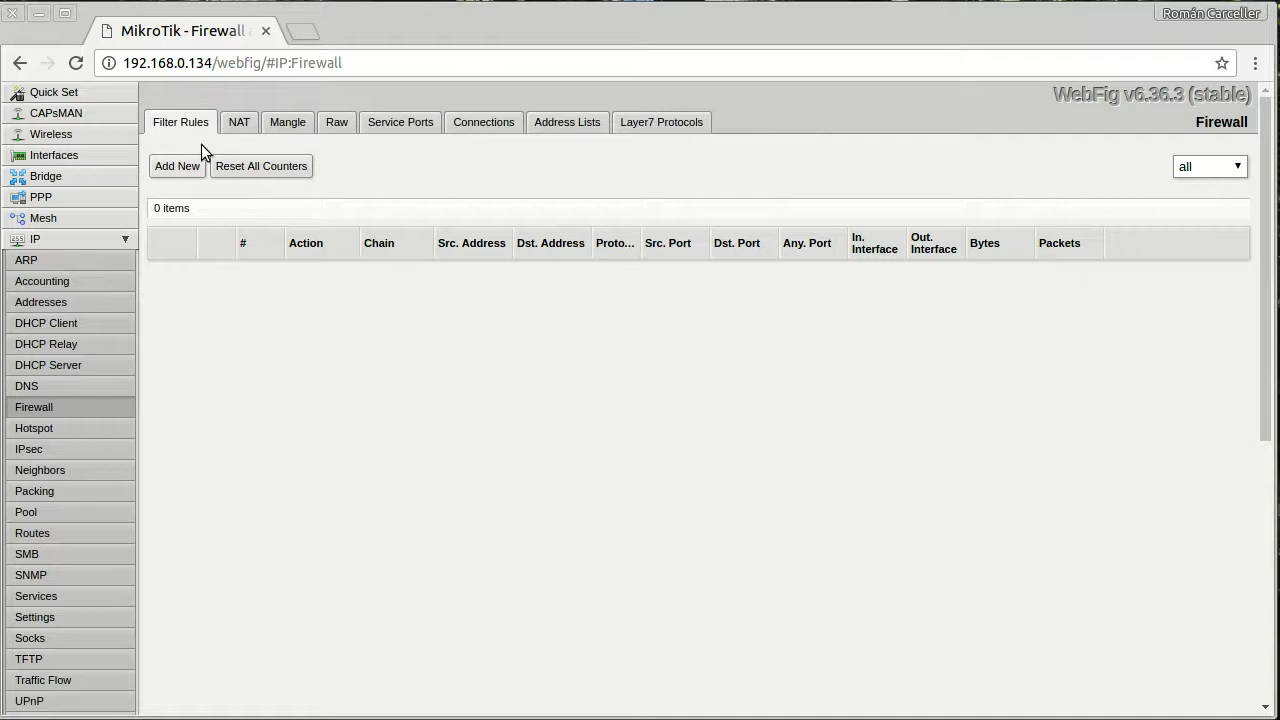 Román Carceller
MikroTik - Firewall
192.168.0.134/webfig/#IP:Firewall
WebFig v6.36.3 (stable)
Filter Rules NAT Mangle Raw Service Ports Connections Address Lists Layer7 Protocols Firewall
Add New Reset All Counters all
0 items
# Action Chain Src. Address Dst. Address Proto... Src. Port Dst. Port Any. Port In. Interface Out. Interface Bytes Packets
Quick Set
CAPsMAN
Wireless
Interfaces
Bridge
PPP
Mesh
IP
ARP
Accounting
Addresses
DHCP Client
DHCP Relay
DHCP Server
DNS
Firewall
Hotspot
IPsec
Neighbors
Packing
Pool
Routes
SMB
SNMP
Services
Settings
Socks
TFTP
Traffic Flow
UPnP